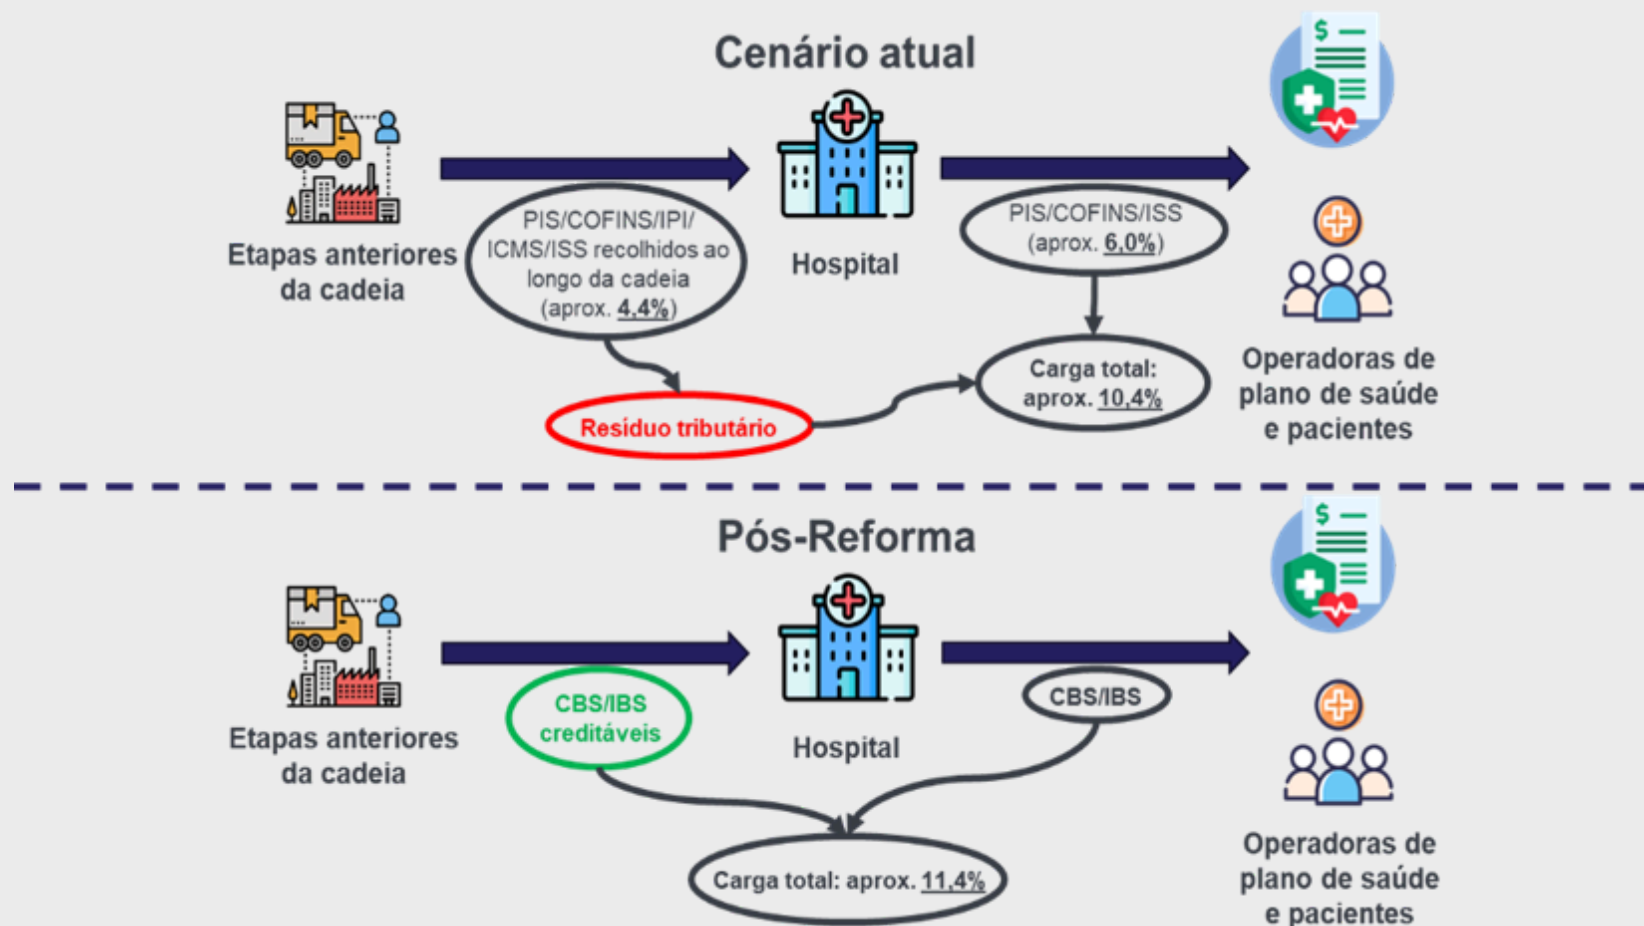 Cenário atual
Etapas anteriores
da cadeia
PIS/COFINS/IPI/
ICMS/ISS recolhidos ao
longo da cadeia
(aprox. 4,4%)
Hospital
PIS/COFINS/ISS
(aprox. 6,0%)
$
Resíduo tributário
Carga total:
aprox. 10,4%
Operadoras de
plano de saúde
e pacientes
Pós-Reforma
Etapas anteriores
da cadeia
CBS/IBS
creditáveis
Hospital
CBS/IBS
$
Carga total: aprox. 11,4%
Operadoras de
plano de saúde
e pacientes